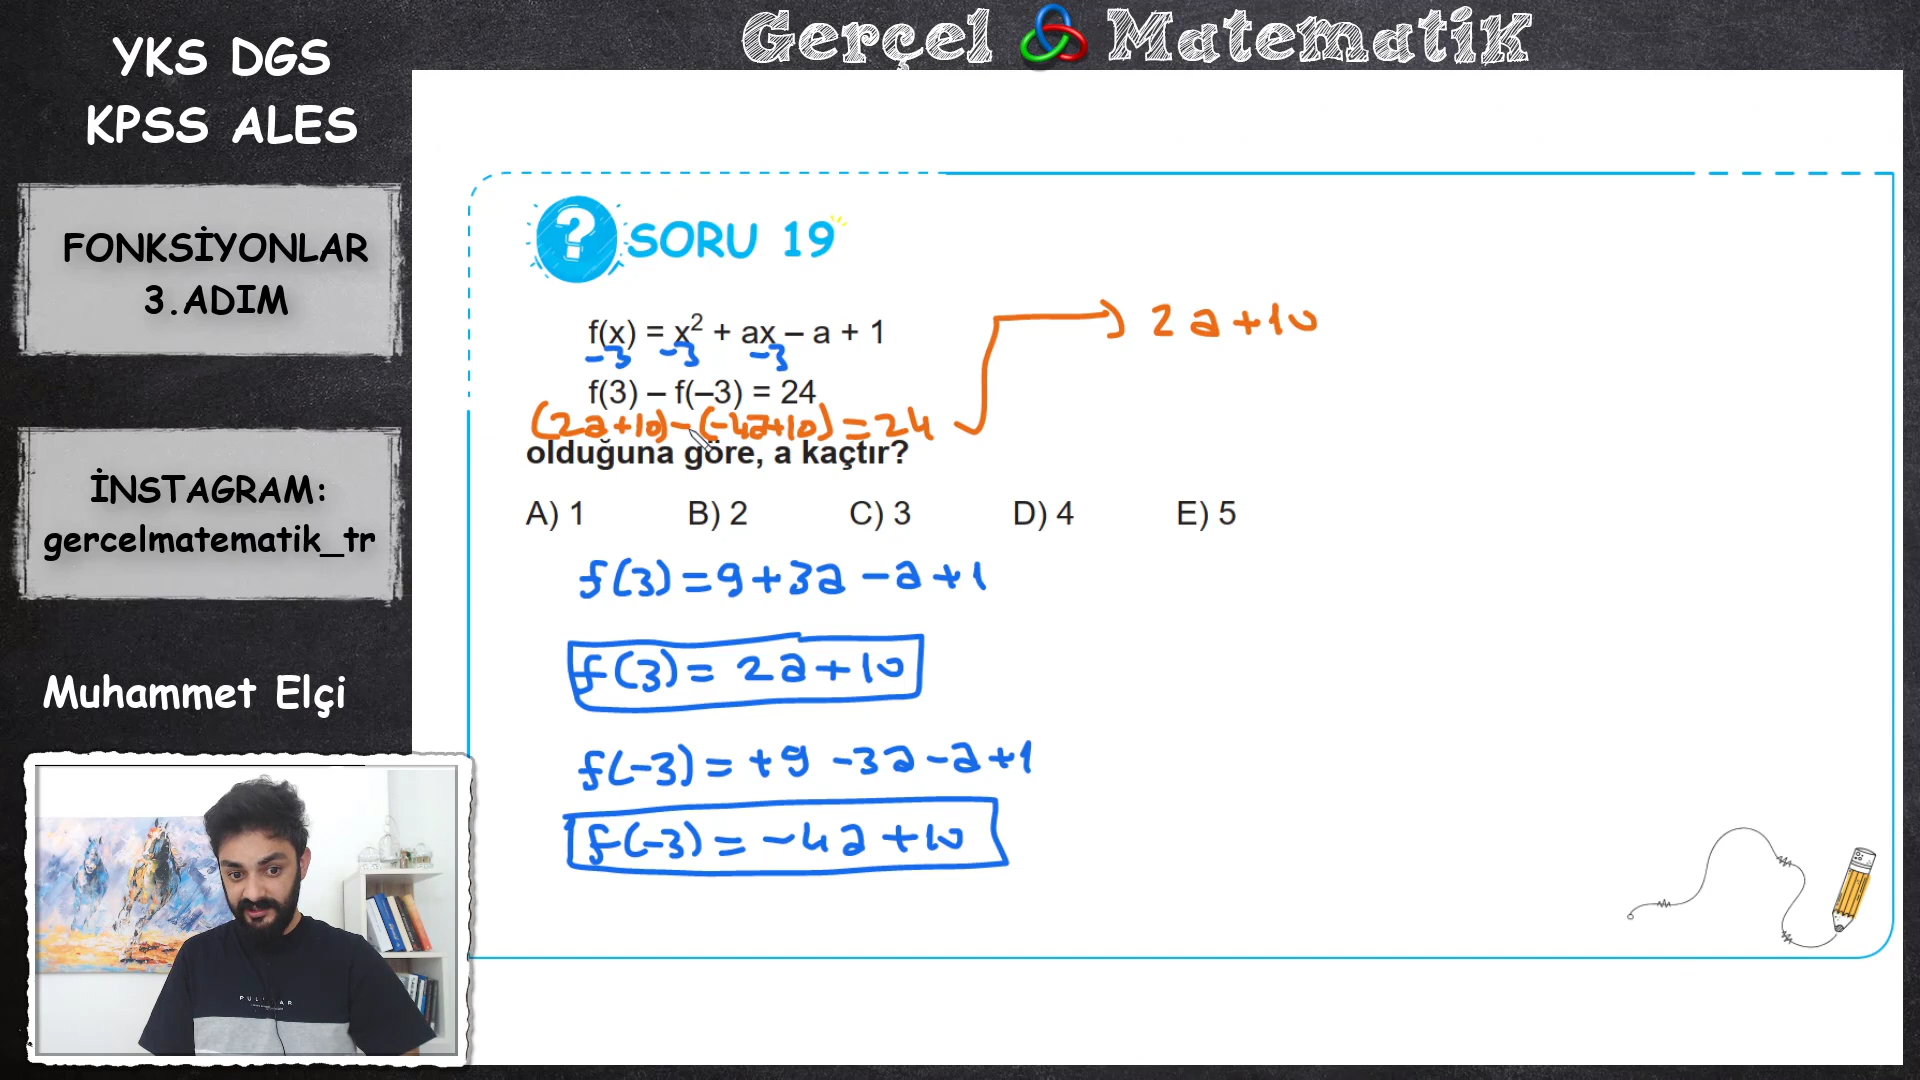 Gerçel Matematik
YKS DGS
KPSS ALES
FONKSİYONLAR
3.ADIM
İNSTAGRAM:
gercelmatematik_tr
Muhammet Elçi
? SORU 19
f(x) = x² + ax – a + 1
-3 -3 -3
f(3) – f(–3) = 24
(2a+10)-(-4a+10)=24
2a+10
olduğuna göre, a kaçtır?
A) 1 B) 2 C) 3 D) 4 E) 5
f(3)=9+3a-a+1
f(3)=2a+10
f(-3)=+9-3a-a+1
f(-3)=-4a+10